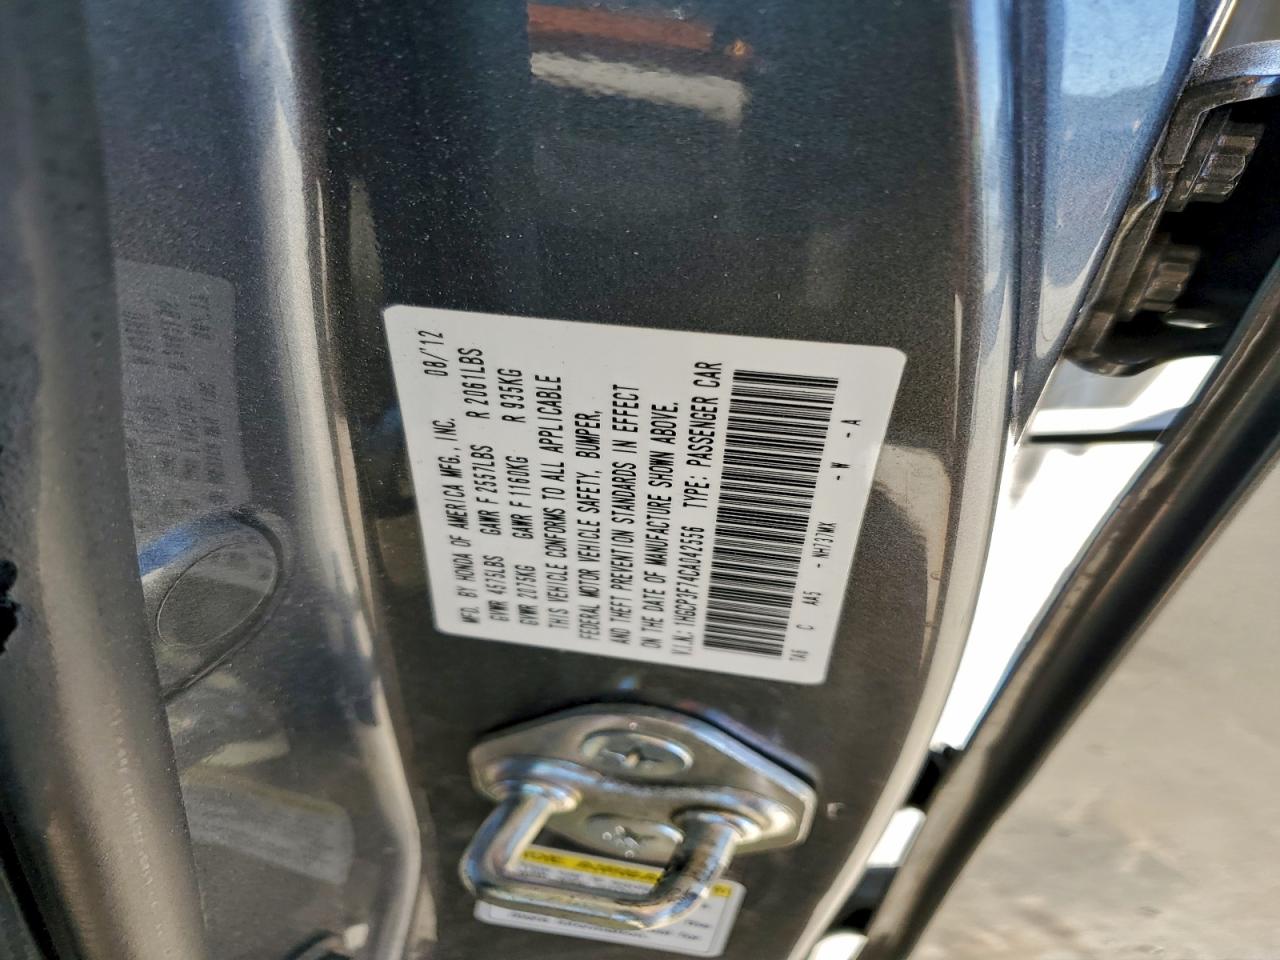 MFD. BY HONDA OF AMERICA MFG., INC. 08/'12
GVWR 4575LBS GAWR F 2557LBS R 2061LBS
GVWR 2075KG GAWR F 1160KG R 935KG
THIS VEHICLE CONFORMS TO ALL APPLICABLE
FEDERAL MOTOR VEHICLE SAFETY, BUMPER,
AND THEFT PREVENTION STANDARDS IN EFFECT
ON THE DATE OF MANUFACTURE SHOWN ABOVE.
V.I.N.: 1HGCP3F74CA042556 TYPE: PASSENGER CAR
TA6 C AA5 - NH737MX - W - A